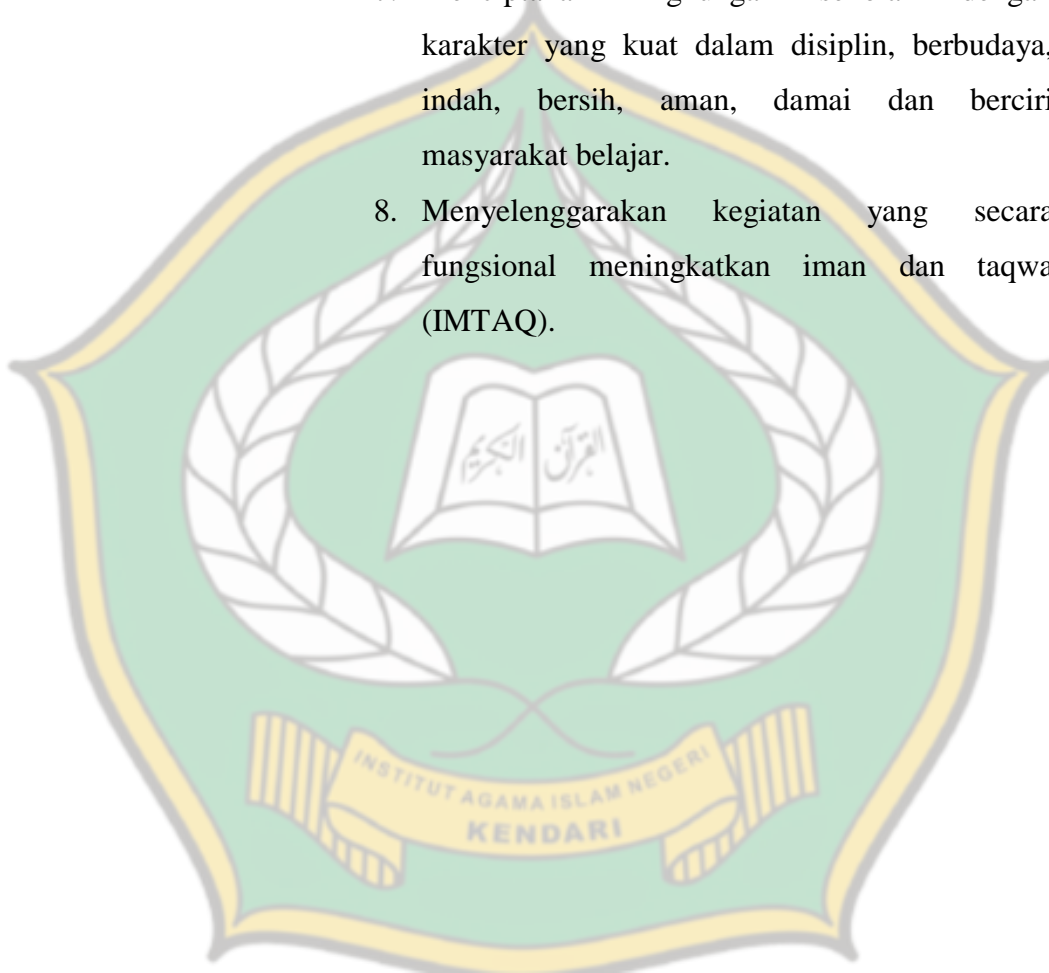 karakter yang kuat dalam disiplin, berbudaya,
indah, bersih, aman, damai dan berciri
masyarakat belajar.
8. Menyelenggarakan kegiatan yang secara
fungsional meningkatkan iman dan taqwa
(IMTAQ).
القرآن الكريم
INSTITUT AGAMA ISLAM NEGERI
KENDARI